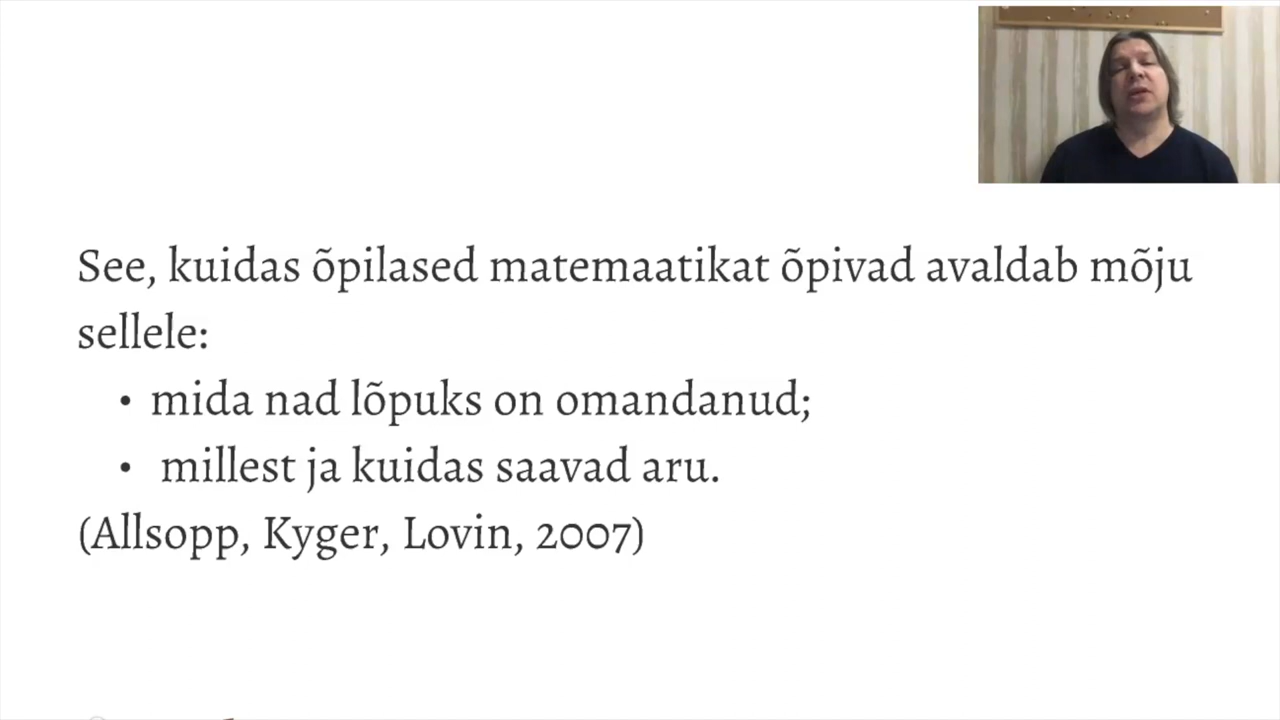 See, kuidas õpilased matemaatikat õpivad avaldab mõju
sellele:
• mida nad lõpuks on omandanud;
• millest ja kuidas saavad aru.
(Allsopp, Kyger, Lovin, 2007)